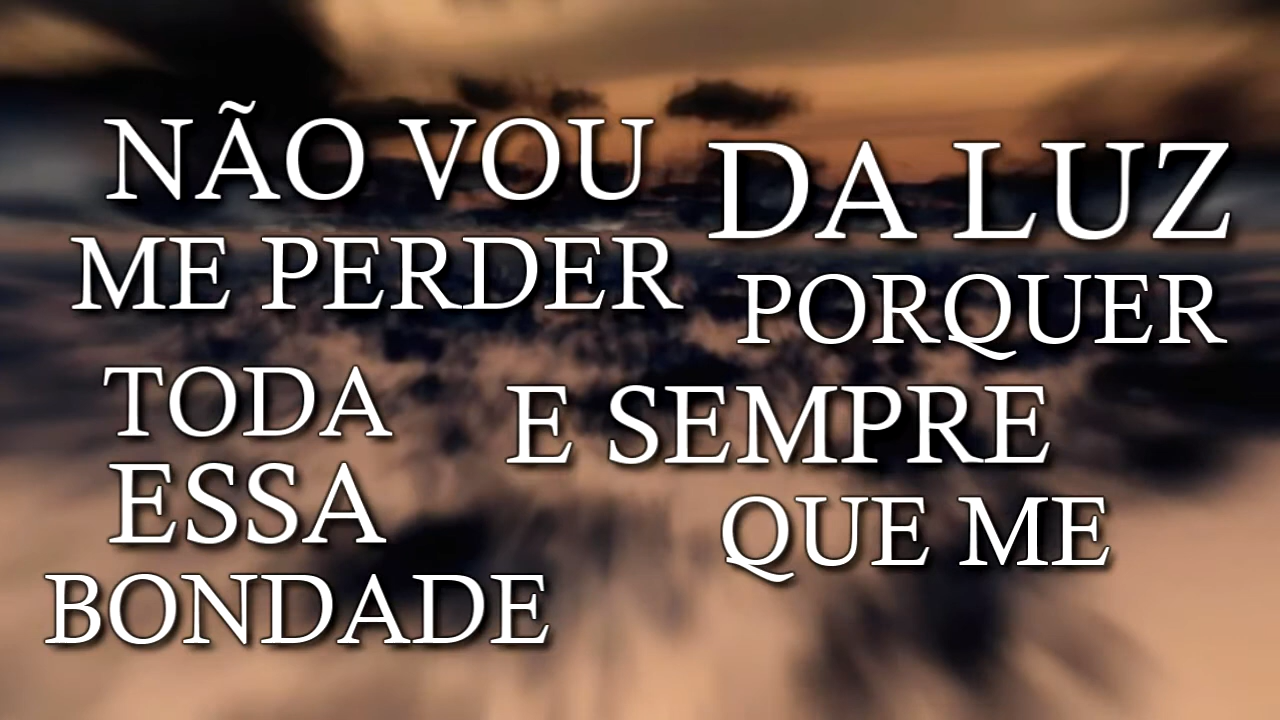 NÃO VOU
ME PERDER
DA LUZ
PORQUER
TODA
ESSA
BONDADE
E SEMPRE
QUE ME